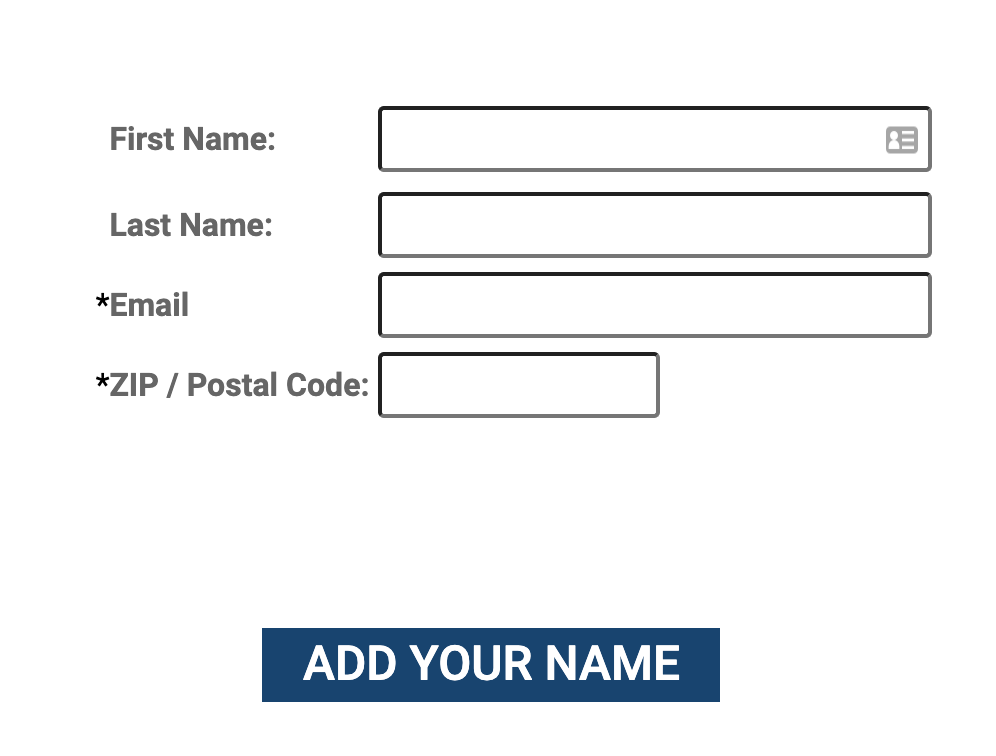 First Name:
Last Name:
*Email
*ZIP / Postal Code:
ADD YOUR NAME